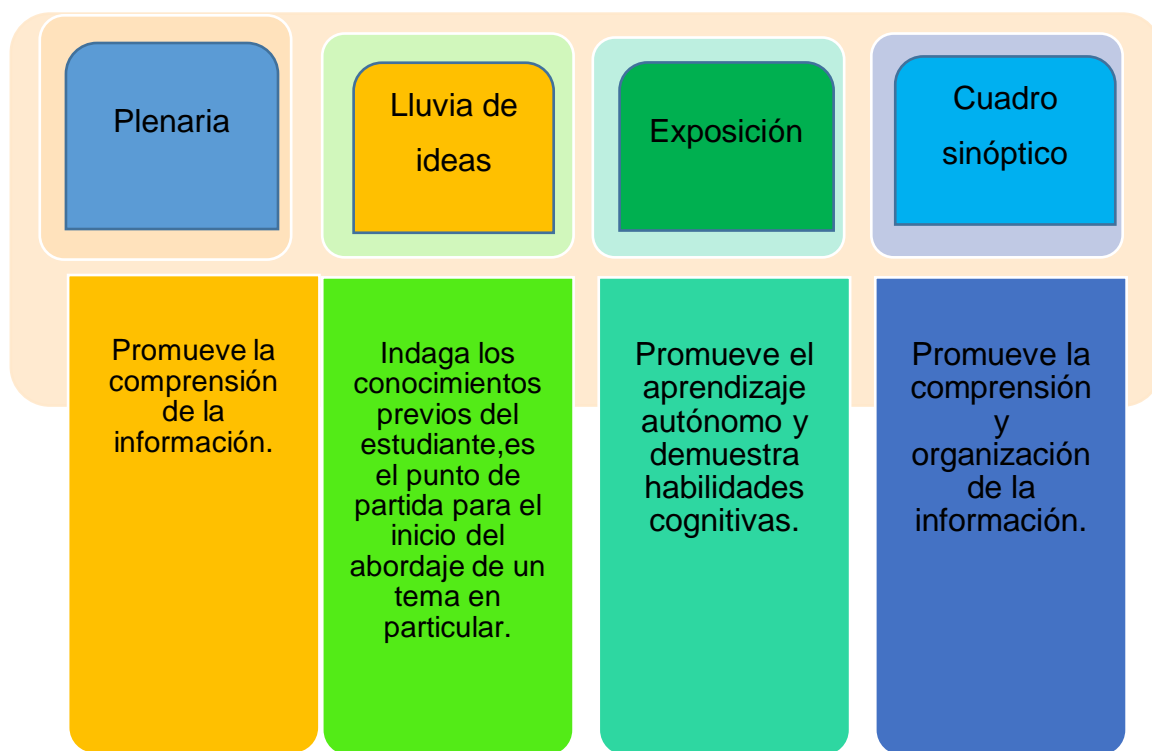 Plenaria
Lluvia de
ideas
Exposición
Cuadro
sinóptico
Promueve la
comprensión
de la
información.
Indaga los
conocimientos
previos del
estudiante,es
el punto de
partida para el
inicio del
abordaje de un
tema en
particular.
Promueve el
aprendizaje
autónomo y
demuestra
habilidades
cognitivas.
Promueve la
comprensión
y
organización
de la
información.